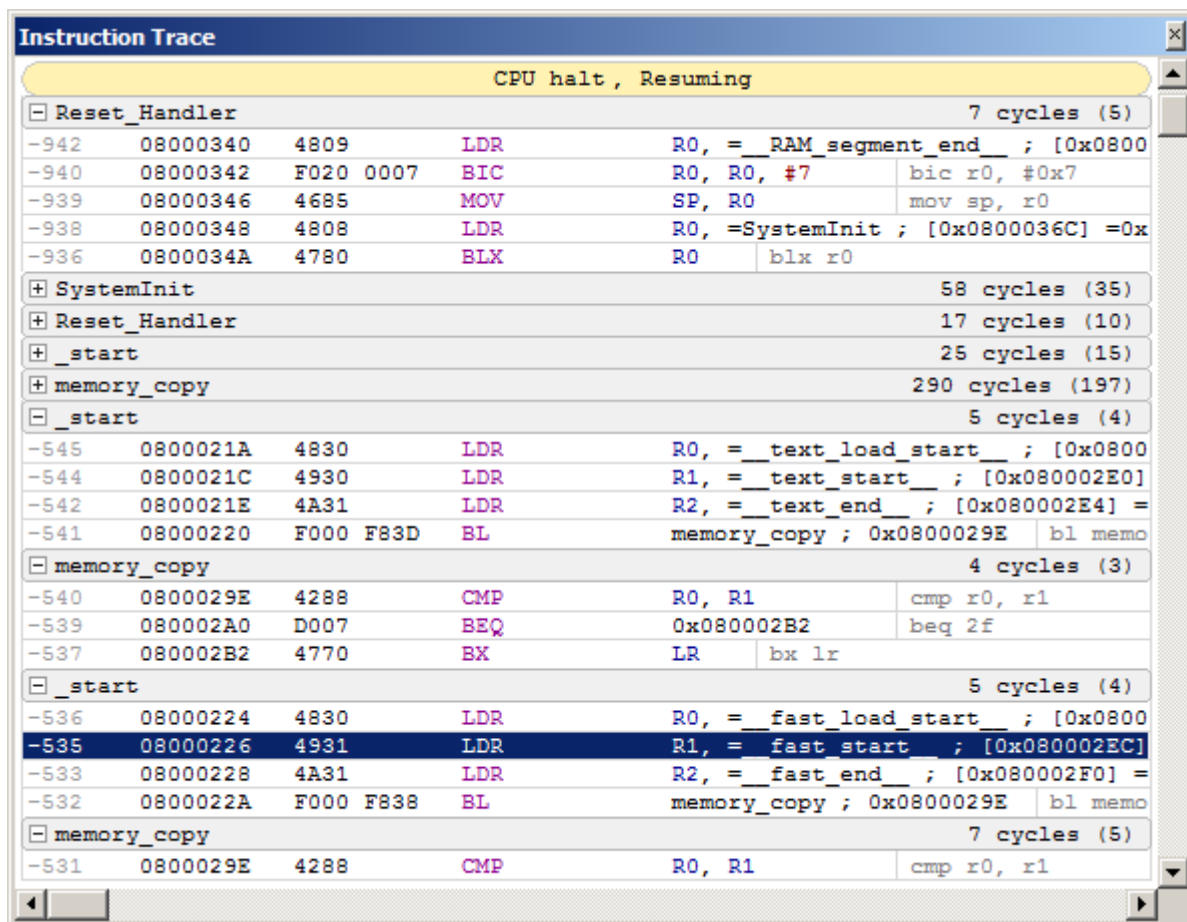 Instruction Trace
CPU halt , Resuming
Reset_Handler 7 cycles (5)
-942 08000340 4809 LDR R0, =__RAM_segment_end__ ; [0x0800
-940 08000342 F020 0007 BIC R0, R0, #7 bic r0, #0x7
-939 08000346 4685 MOV SP, R0 mov sp, r0
-938 08000348 4808 LDR R0, =SystemInit ; [0x0800036C] =0x
-936 0800034A 4780 BLX R0 blx r0
SystemInit 58 cycles (35)
Reset_Handler 17 cycles (10)
_start 25 cycles (15)
memory_copy 290 cycles (197)
_start 5 cycles (4)
-545 0800021A 4830 LDR R0, =__text_load_start__ ; [0x0800
-544 0800021C 4930 LDR R1, =__text_start__ ; [0x080002E0]
-542 0800021E 4A31 LDR R2, =__text_end__ ; [0x080002E4] =
-541 08000220 F000 F83D BL memory_copy ; 0x0800029E bl memo
memory_copy 4 cycles (3)
-540 0800029E 4288 CMP R0, R1 cmp r0, r1
-539 080002A0 D007 BEQ 0x080002B2 beq 2f
-537 080002B2 4770 BX LR bx lr
_start 5 cycles (4)
-536 08000224 4830 LDR R0, =__fast_load_start__ ; [0x0800
-535 08000226 4931 LDR R1, =__fast_start__ ; [0x080002EC]
-533 08000228 4A31 LDR R2, =__fast_end__ ; [0x080002F0] =
-532 0800022A F000 F838 BL memory_copy ; 0x0800029E bl memo
memory_copy 7 cycles (5)
-531 0800029E 4288 CMP R0, R1 cmp r0, r1